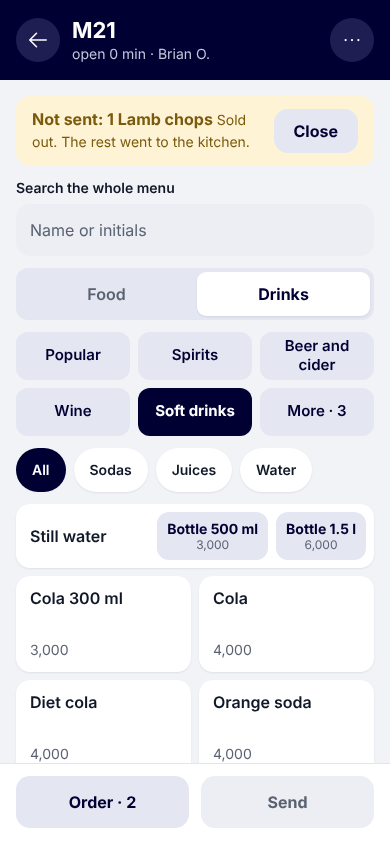 M21
open 0 min · Brian O.
···
Not sent: 1 Lamb chops Sold
out. The rest went to the kitchen.
Close
Search the whole menu
Name or initials
Food
Drinks
Popular
Spirits
Beer and
cider
Wine
Soft drinks
More · 3
All
Sodas
Juices
Water
Still water
Bottle 500 ml
3,000
Bottle 1.5 l
6,000
Cola 300 ml
3,000
Cola
4,000
Diet cola
4,000
Orange soda
4,000
Order · 2
Send